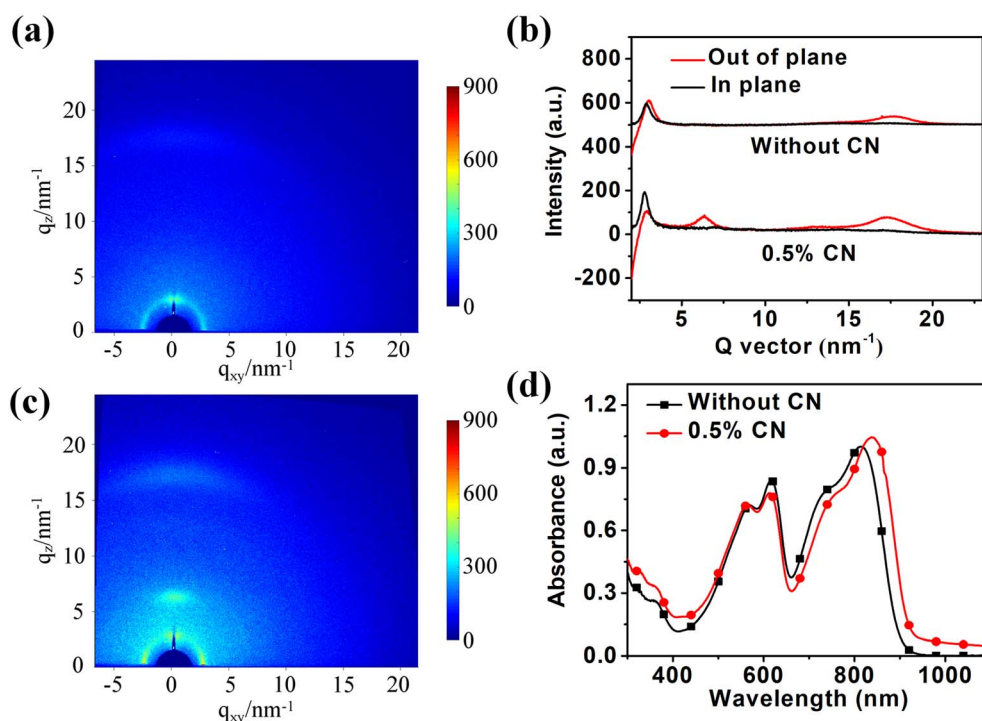 (a)
q_z/nm⁻¹
20
15
10
5
0
-5 0 5 10 15 20
q_xy/nm⁻¹
900
600
300
0
(b)
Intensity (a.u.)
800
600
400
200
0
-200
Out of plane
In plane
Without CN
0.5% CN
5 10 15 20
Q vector (nm⁻¹)
(c)
q_z/nm⁻¹
20
15
10
5
0
-5 0 5 10 15 20
q_xy/nm⁻¹
900
600
300
0
(d)
Absorbance (a.u.)
1.2
0.9
0.6
0.3
0.0
Without CN
0.5% CN
400 600 800 1000
Wavelength (nm)